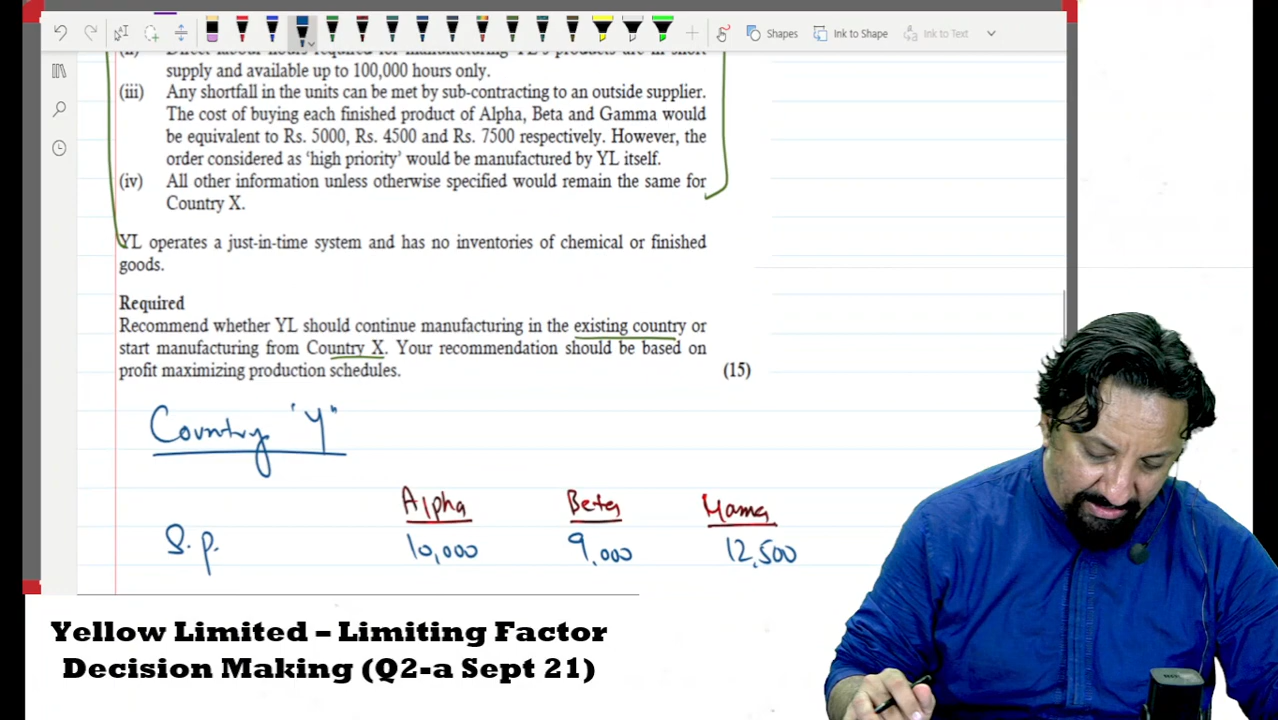 Shapes Ink to Shape Ink to Text
supply and available up to 100,000 hours only.
(iii) Any shortfall in the units can be met by sub-contracting to an outside supplier.
The cost of buying each finished product of Alpha, Beta and Gamma would
be equivalent to Rs. 5000, Rs. 4500 and Rs. 7500 respectively. However, the
order considered as ‘high priority’ would be manufactured by YL itself.
(iv) All other information unless otherwise specified would remain the same for
Country X.
YL operates a just-in-time system and has no inventories of chemical or finished
goods.
Required
Recommend whether YL should continue manufacturing in the existing country or
start manufacturing from Country X. Your recommendation should be based on
profit maximizing production schedules. (15)
Country "Y"
Alpha Beta
S.p. 10,000 9,000 12,500
Yellow Limited – Limiting Factor
Decision Making (Q2-a Sept 21)